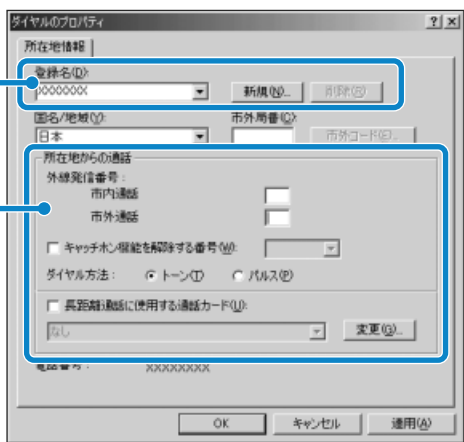 ダイヤルのプロパティ
所在地情報
登録名(D):
XXXXXXX 新規(N)... 削除(R)
国名/地域(Y): 市外局番(C):
日本 市外コード(E)...
所在地からの通話
外線発信番号:
市内通話
市外通話
キャッチホン機能を解除する番号(W):
ダイヤル方法: トーン(T) パルス(P)
長距離通話に使用する通話カード(U):
なし 変更(G)...
電話番号: XXXXXXXX
OK キャンセル 適用(A)